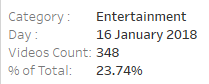 Category : Entertainment
Day : 16 January 2018
Videos Count: 348
% of Total: 23.74%